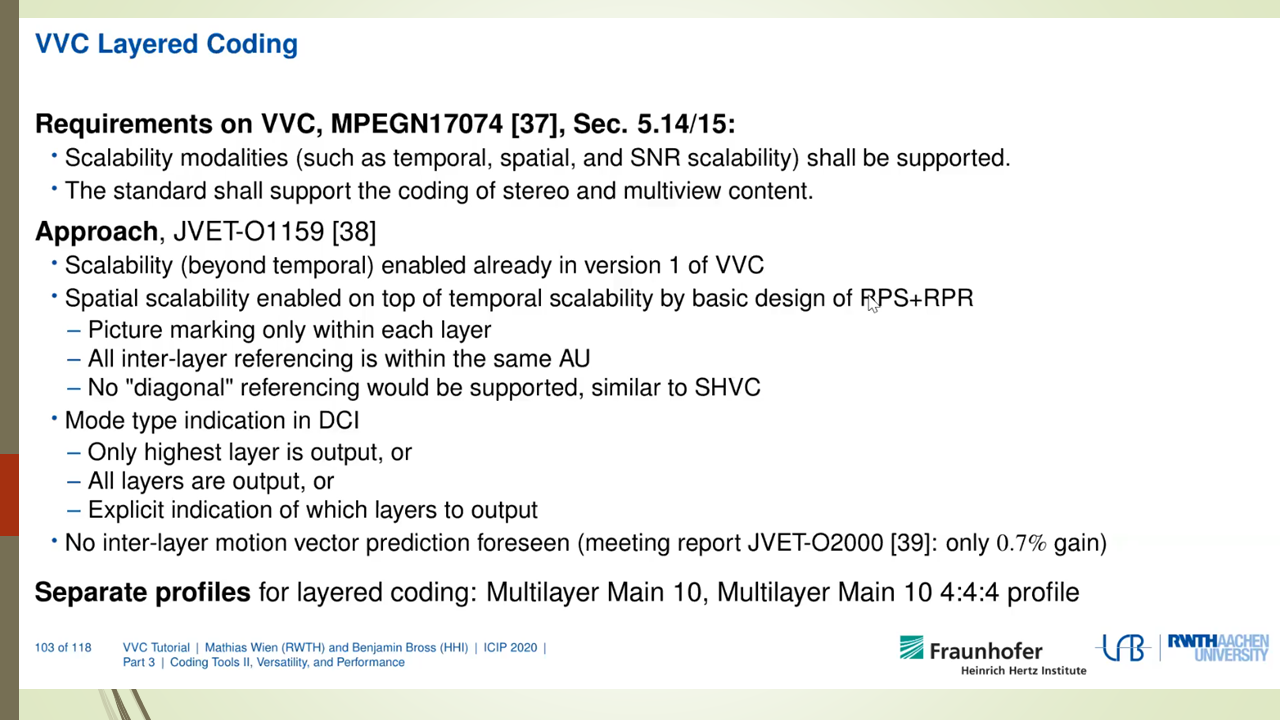 VVC Layered Coding
Requirements on VVC, MPEGN17074 [37], Sec. 5.14/15:
• Scalability modalities (such as temporal, spatial, and SNR scalability) shall be supported.
• The standard shall support the coding of stereo and multiview content.
Approach, JVET-O1159 [38]
• Scalability (beyond temporal) enabled already in version 1 of VVC
• Spatial scalability enabled on top of temporal scalability by basic design of RPS+RPR
– Picture marking only within each layer
– All inter-layer referencing is within the same AU
– No "diagonal" referencing would be supported, similar to SHVC
• Mode type indication in DCI
– Only highest layer is output, or
– All layers are output, or
– Explicit indication of which layers to output
• No inter-layer motion vector prediction foreseen (meeting report JVET-O2000 [39]: only 0.7% gain)
Separate profiles for layered coding: Multilayer Main 10, Multilayer Main 10 4:4:4 profile
103 of 118
VVC Tutorial | Mathias Wien (RWTH) and Benjamin Bross (HHI) | ICIP 2020 |
Part 3 | Coding Tools II, Versatility, and Performance
Fraunhofer
Heinrich Hertz Institute
RWTHAACHEN
UNIVERSITY